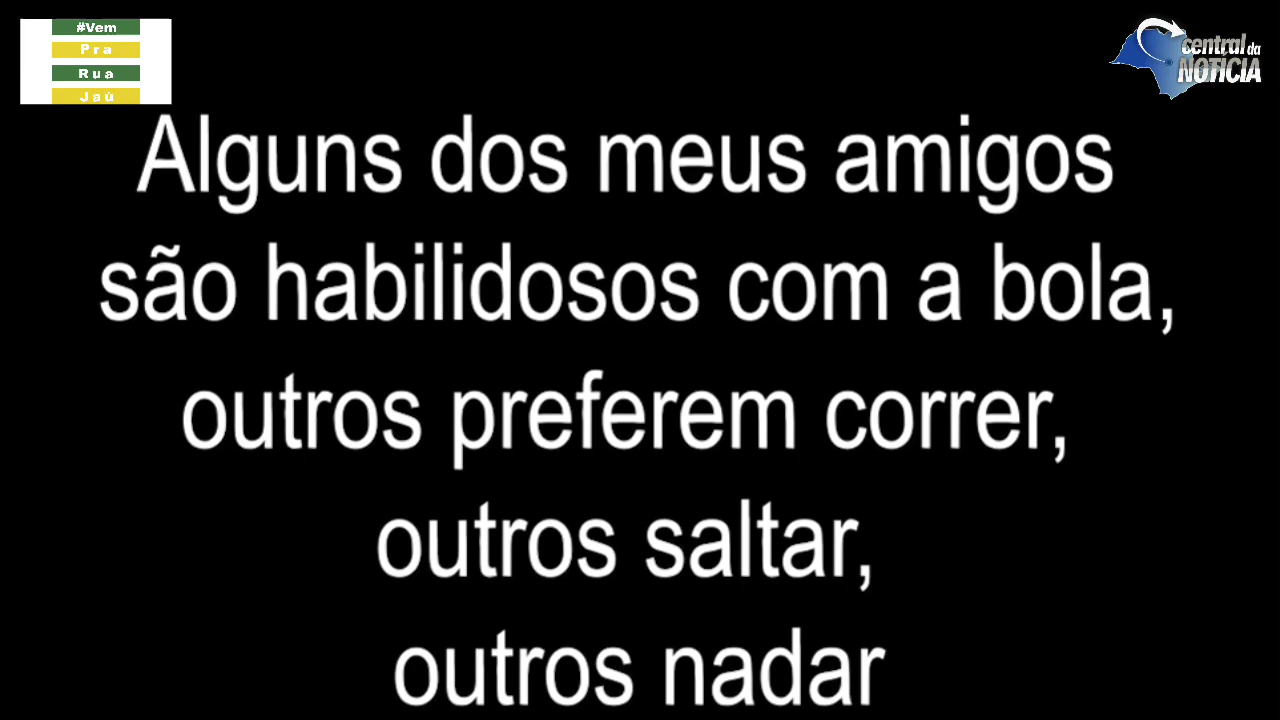 #Vem
Pra
Rua
Jaú
central da
NOTÍCIA
Alguns dos meus amigos
são habilidosos com a bola,
outros preferem correr,
outros saltar,
outros nadar